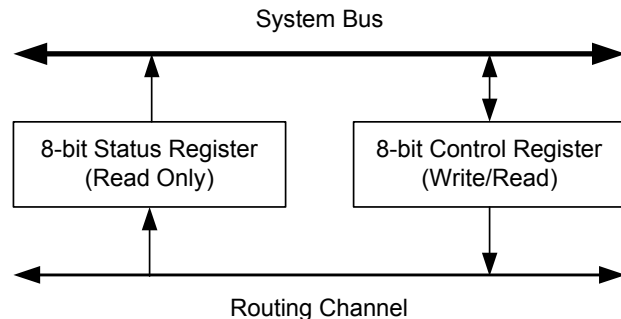 System Bus
8-bit Status Register
(Read Only)
8-bit Control Register
(Write/Read)
Routing Channel